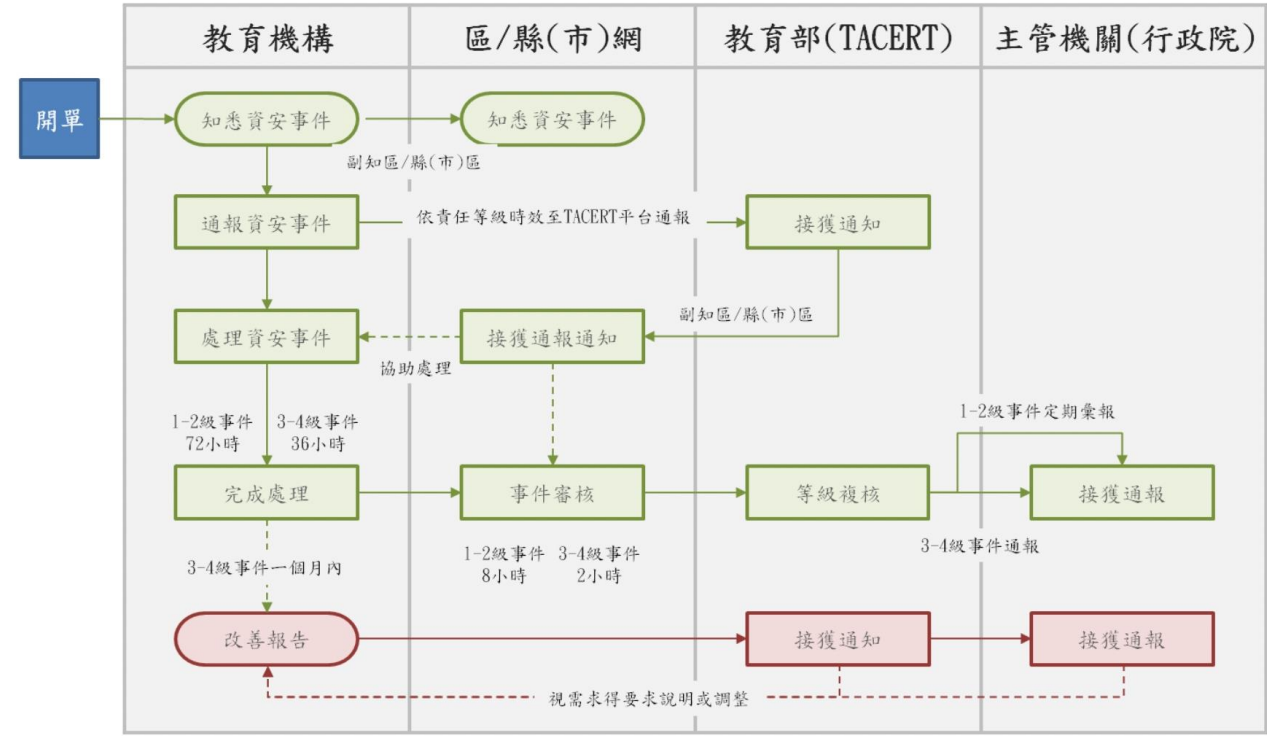 教育機構
區/縣(市)網
教育部(TACERT)
主管機關(行政院)
開單
知悉資安事件
知悉資安事件
副知區/縣(市)區
通報資安事件
依責任等級時效至TACERT平台通報
接獲通知
副知區/縣(市)區
處理資安事件
接獲通報通知
協助處理
1-2級事件
72小時
3-4級事件
36小時
1-2級事件定期彙報
完成處理
事件審核
等級複核
接獲通報
3-4級事件通報
1-2級事件
8小時
3-4級事件
2小時
3-4級事件一個月內
改善報告
接獲通知
接獲通報
視需求得要求說明或調整